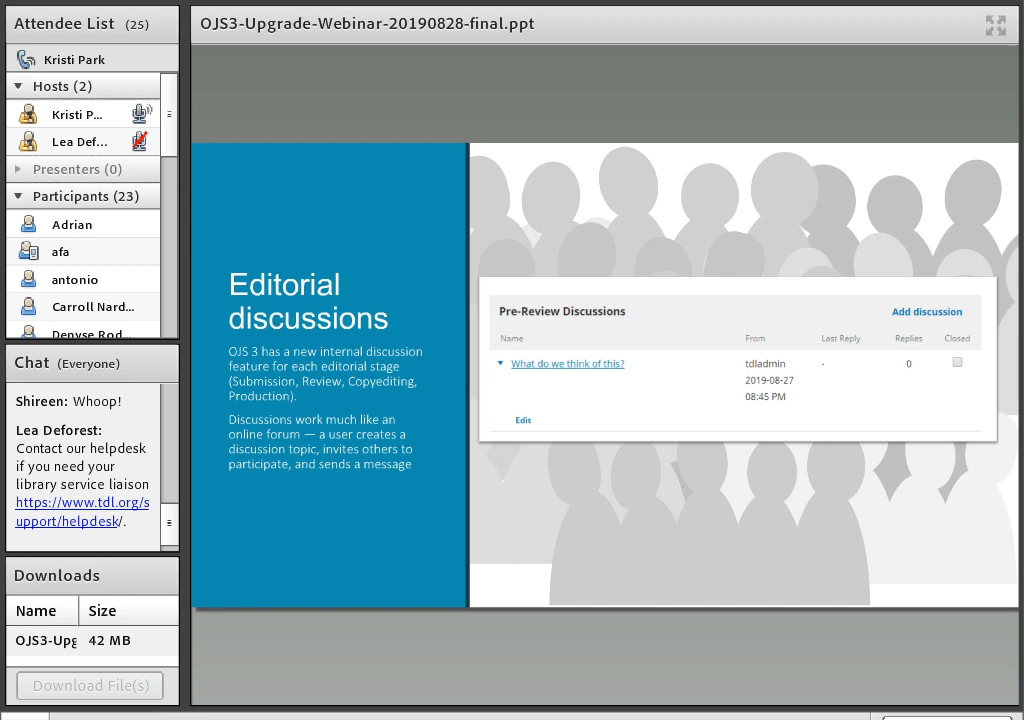 Attendee List (25)
Kristi Park
Hosts (2)
Kristi P...
Lea Def...
Presenters (0)
Participants (23)
Adrian
afa
antonio
Carroll Nard...
Denyse Rod...
Chat (Everyone)
Shireen: Whoop!
Lea Deforest:
Contact our helpdesk
if you need your
library service liaison
https://www.tdl.org/s
upport/helpdesk/.
Downloads
Name Size
OJS3-Upg 42 MB
Download File(s)
OJS3-Upgrade-Webinar-20190828-final.ppt
Editorial
discussions
OJS 3 has a new internal discussion
feature for each editorial stage
(Submission, Review, Copyediting,
Production).
Discussions work much like an
online forum — a user creates a
discussion topic, invites others to
participate, and sends a message
Pre-Review Discussions Add discussion
Name From Last Reply Replies Closed
What do we think of this? tdladmin - 0
2019-08-27
08:45 PM
Edit